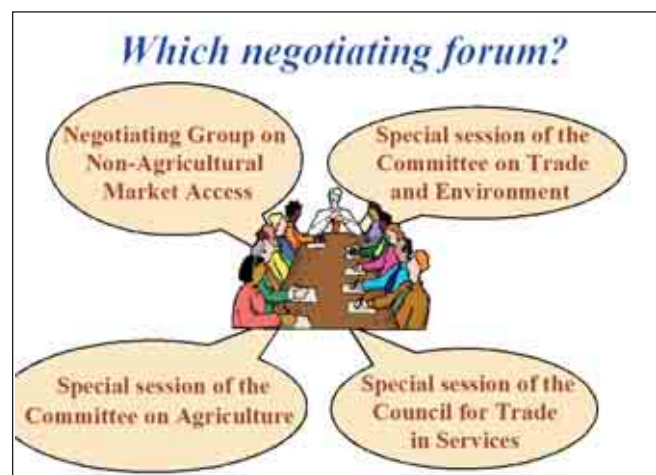 Which negotiating forum?
Negotiating Group on
Non-Agricultural
Market Access
Special session of the
Committee on Trade
and Environment
Special session of the
Committee on Agriculture
Special session of the
Council for Trade
in Services